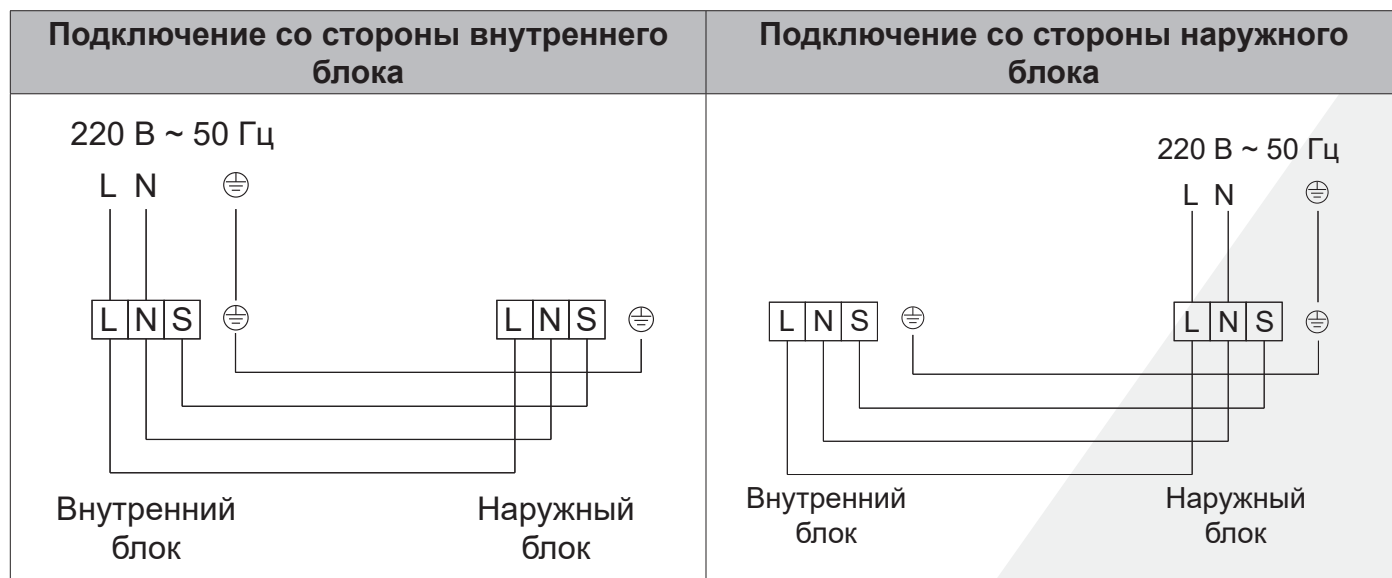 Подключение со стороны внутреннего
блока
Подключение со стороны наружного
блока
220 В ~ 50 Гц
L N
L N S
L N S
Внутренний
блок
Наружный
блок
220 В ~ 50 Гц
L N
L N S
L N S
Внутренний
блок
Наружный
блок